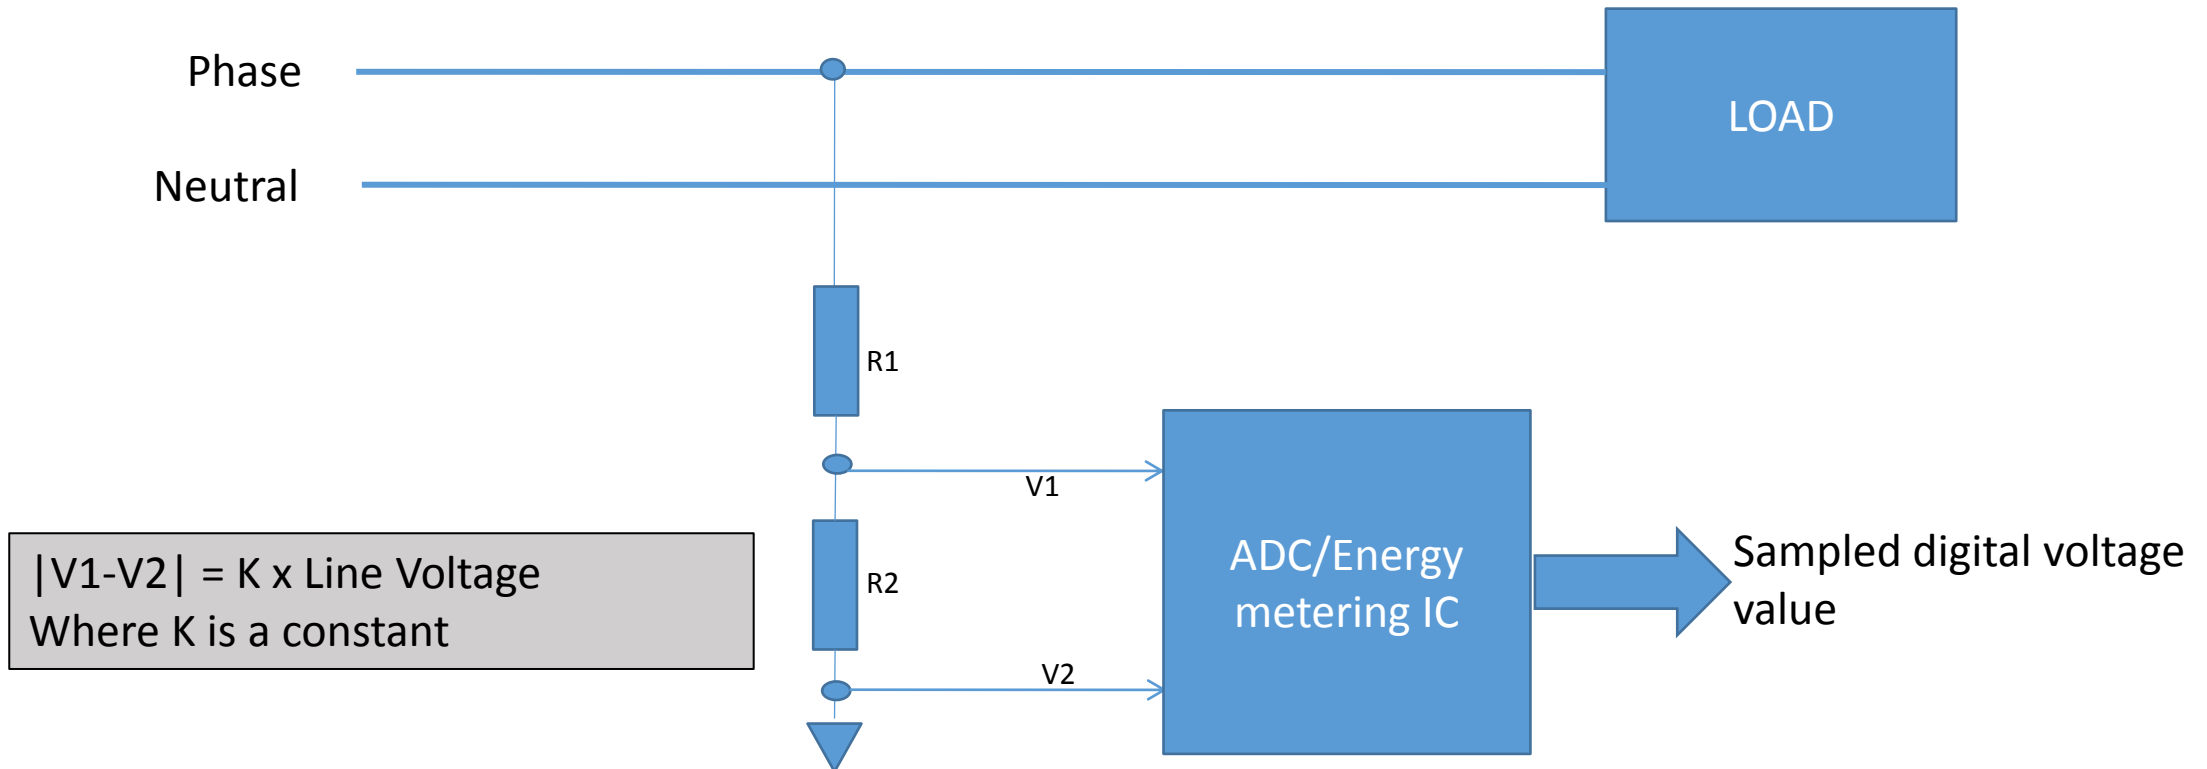 Phase
LOAD
Neutral
R1
V1
|V1-V2| = K x Line Voltage
Where K is a constant
R2
ADC/Energy
metering IC
Sampled digital voltage
value
V2